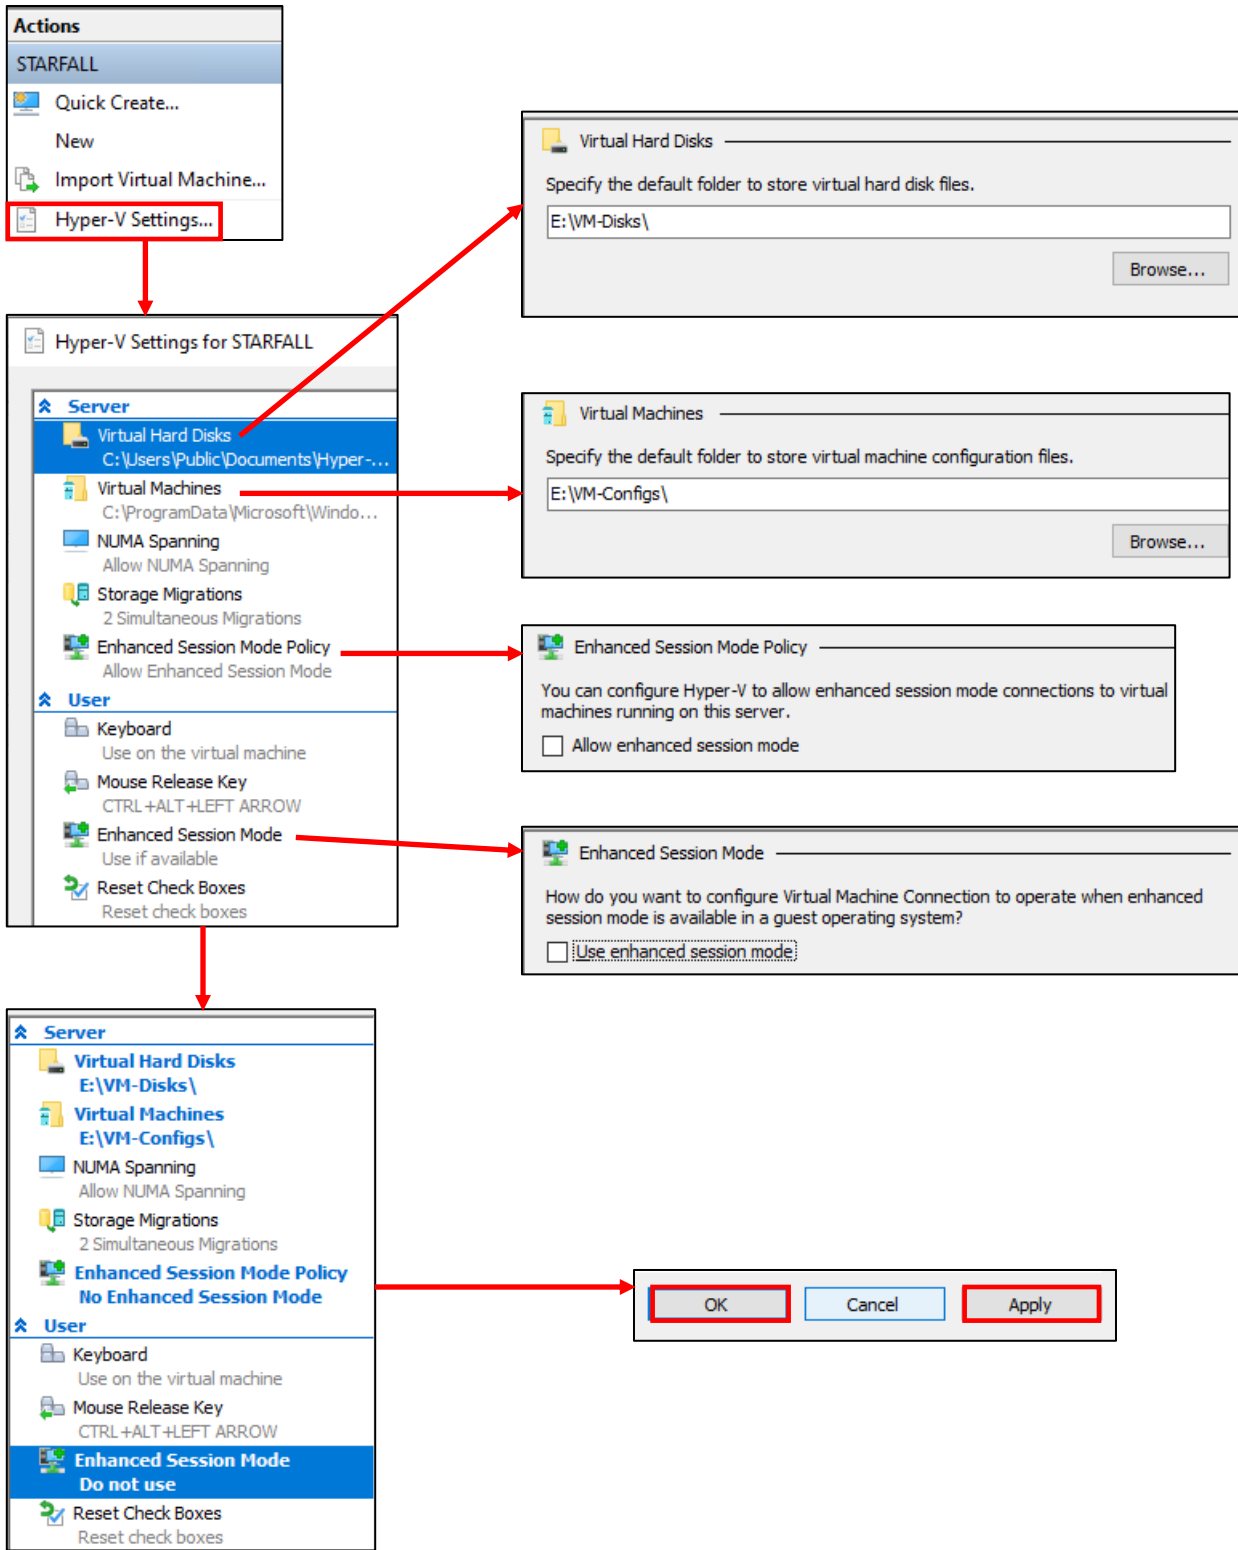 Actions
STARFALL
Quick Create...
New
Import Virtual Machine...
Hyper-V Settings...
Virtual Hard Disks
Specify the default folder to store virtual hard disk files.
E:\VM-Disks\
Browse...
Hyper-V Settings for STARFALL
Server
Virtual Hard Disks
C:\Users\Public\Documents\Hyper-...
Virtual Machines
C:\ProgramData\Microsoft\Windo...
NUMA Spanning
Allow NUMA Spanning
Storage Migrations
2 Simultaneous Migrations
Enhanced Session Mode Policy
Allow Enhanced Session Mode
User
Keyboard
Use on the virtual machine
Mouse Release Key
CTRL+ALT+LEFT ARROW
Enhanced Session Mode
Use if available
Reset Check Boxes
Reset check boxes
Virtual Machines
Specify the default folder to store virtual machine configuration files.
E:\VM-Configs\
Browse...
Enhanced Session Mode Policy
You can configure Hyper-V to allow enhanced session mode connections to virtual
machines running on this server.
Allow enhanced session mode
Enhanced Session Mode
How do you want to configure Virtual Machine Connection to operate when enhanced
session mode is available in a guest operating system?
Use enhanced session mode
Server
Virtual Hard Disks
E:\VM-Disks\
Virtual Machines
E:\VM-Configs\
NUMA Spanning
Allow NUMA Spanning
Storage Migrations
2 Simultaneous Migrations
Enhanced Session Mode Policy
No Enhanced Session Mode
User
Keyboard
Use on the virtual machine
Mouse Release Key
CTRL+ALT+LEFT ARROW
Enhanced Session Mode
Do not use
Reset Check Boxes
Reset check boxes
OK
Cancel
Apply